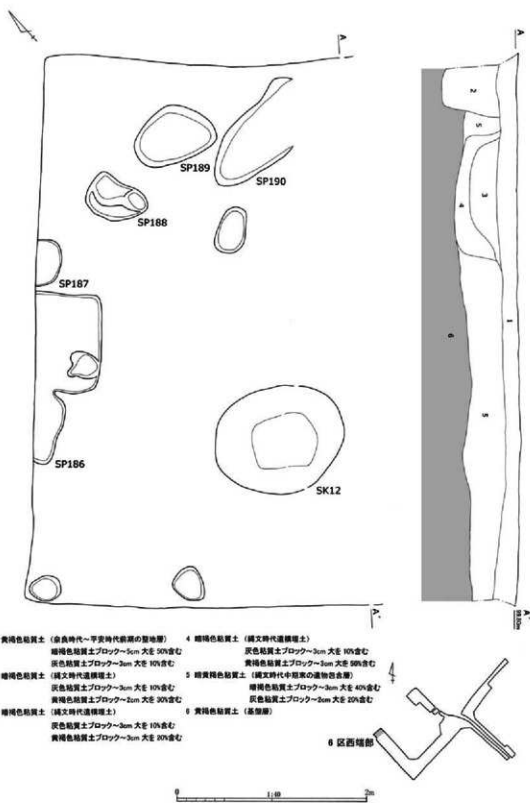 A
A
SP189
SP190
SP188
SP187
SP186
SK12
2
5
3
4
1
6
5
A'
A'
黄褐色粘質土（奈良時代～平安時代前期の整地層）
暗褐色粘質土ブロック～5cm 大を 50%含む
灰色粘質土ブロック～3cm 大を 10%含む
暗褐色粘質土（縄文時代遺構埋土）
灰色粘質土ブロック～3cm 大を 10%含む
黄褐色粘質土ブロック～2cm 大を 30%含む
暗褐色粘質土（縄文時代遺構埋土）
灰色粘質土ブロック～3cm 大を 10%含む
黄褐色粘質土ブロック～3cm 大を 20%含む
4 暗褐色粘質土（縄文時代遺構埋土）
灰色粘質土ブロック～3cm 大を 10%含む
黄褐色粘質土ブロック～3cm 大を 50%含む
5 暗黄褐色粘質土（縄文時代中期末の遺物包含層）
暗褐色粘質土ブロック～3cm 大を 40%含む
灰色粘質土ブロック～2cm 大を 20%含む
6 黄褐色粘質土（基盤層）
6 区西端部
0
1:40
2m